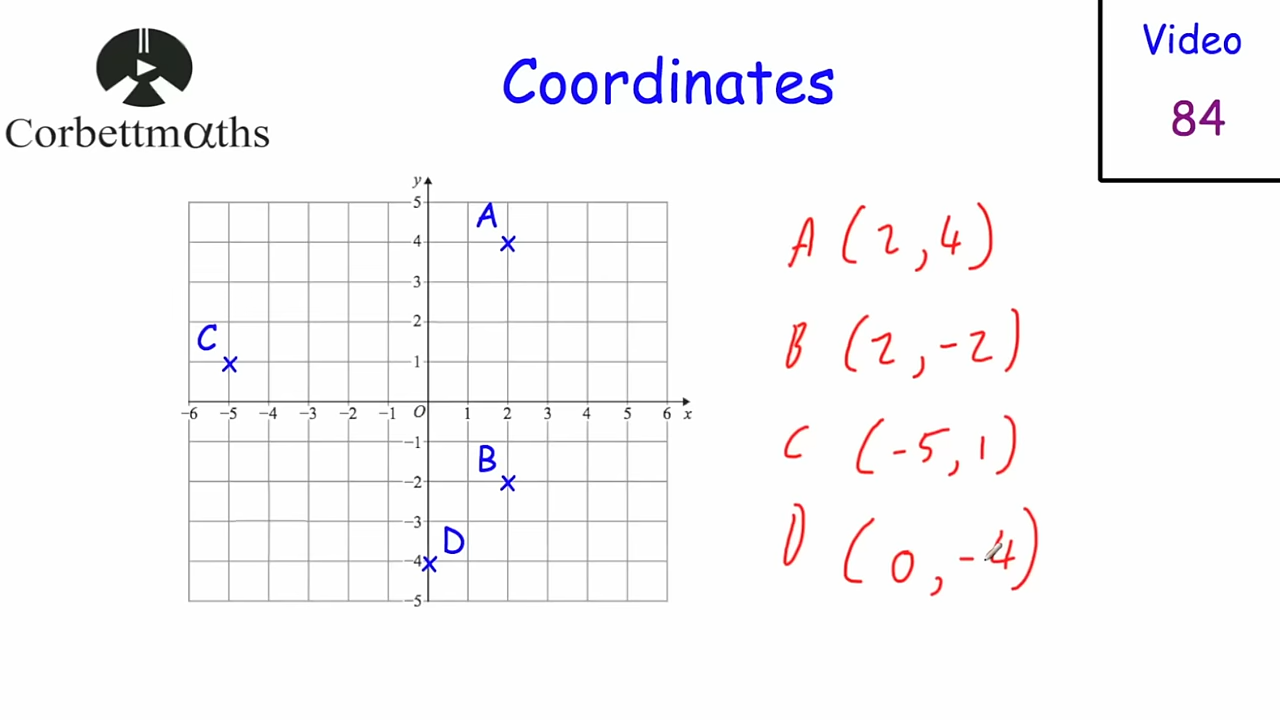 Corbettmαths
Coordinates
Video
84
y
5
A
4
3
2
C
1
−6 −5 −4 −3 −2 −1 O 1 2 3 4 5 6 x
−1
B
−2
−3
D
−4
−5
A (2, 4)
B (2, -2)
C (-5, 1)
D (0, -4)